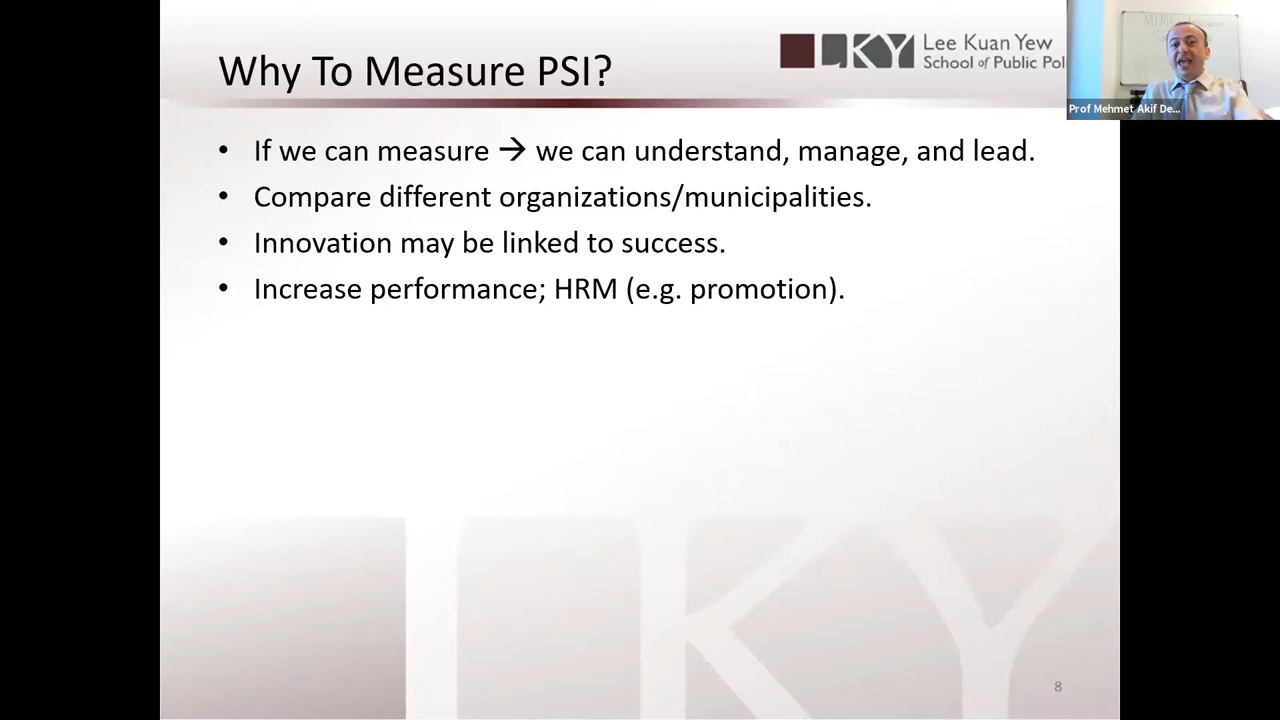 Why To Measure PSI?
LKY
Lee Kuan Yew
School of Public Pol
Prof Mehmet Akif De...
• If we can measure → we can understand, manage, and lead.
• Compare different organizations/municipalities.
• Innovation may be linked to success.
• Increase performance; HRM (e.g. promotion).
LKY
8